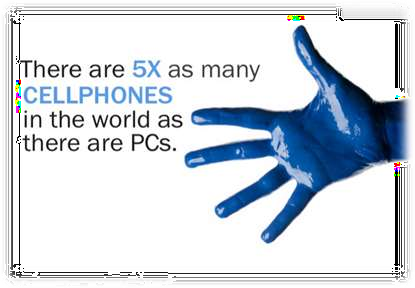 There are 5X as many
CELLPHONES
in the world as
there are PCs.